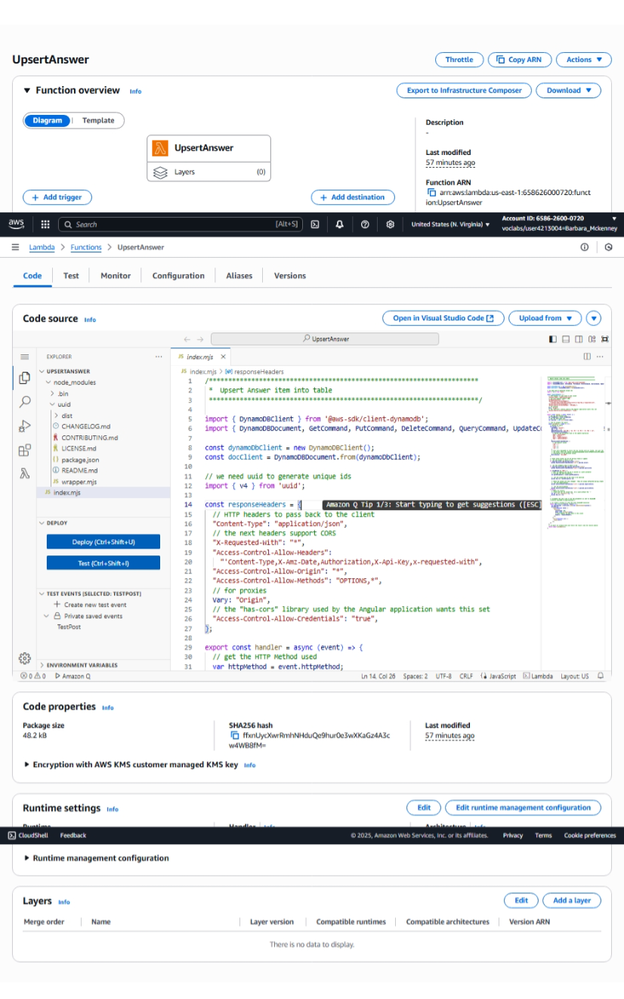 UpsertAnswer
Throttle
Copy ARN
Actions
Function overview Info
Export to Infrastructure Composer
Download
Diagram
Template
UpsertAnswer
Layers (0)
Add trigger
Add destination
Description
-
Last modified
57 minutes ago
Function ARN
arn:aws:lambda:us-east-1:658626000720:funct
ion:UpsertAnswer
aws
Search [Alt+S]
United States (N. Virginia)
Account ID: 6586-2600-0720
voclabs/user4213004=Barbara_Mckenney
Lambda > Functions > UpsertAnswer
Code Test Monitor Configuration Aliases Versions
Code source Info
Open in Visual Studio Code
Upload from
UpsertAnswer
EXPLORER
UPSERTANSWER
node_modules
.bin
uuid
dist
CHANGELOG.md
CONTRIBUTING.md
LICENSE.md
package.json
README.md
JS wrapper.mjs
JS index.mjs
DEPLOY
Deploy (Ctrl+Shift+U)
Test (Ctrl+Shift+I)
TEST EVENTS [SELECTED: TESTPOST]
Create new test event
Private saved events
TestPost
ENVIRONMENT VARIABLES
JS index.mjs
JS index.mjs > responseHeaders
1 /**********************************************************************
2 * Upsert Answer item into table
3 **********************************************************************/
4
5 import { DynamoDBClient } from '@aws-sdk/client-dynamodb';
6 import { DynamoDBDocument, GetCommand, PutCommand, DeleteCommand, QueryCommand, UpdateC
7
8 const dynamoDbClient = new DynamoDBClient();
9 const docClient = DynamoDBDocument.from(dynamoDbClient);
10
11 // we need uuid to generate unique ids
12 import { v4 } from 'uuid';
13
14 const responseHeaders = { Amazon Q Tip 1/3: Start typing to get suggestions ([ESC]
15 // HTTP headers to pass back to the client
16 "Content-Type": "application/json",
17 // the next headers support CORS
18 "X-Requested-With": "*",
19 "Access-Control-Allow-Headers":
20 "'Content-Type,X-Amz-Date,Authorization,X-Api-Key,x-requested-with",
21 "Access-Control-Allow-Origin": "*",
22 "Access-Control-Allow-Methods": "OPTIONS,*",
23 // for proxies
24 Vary: "Origin",
25 // the "has-cors" library used by the Angular application wants this set
26 "Access-Control-Allow-Credentials": "true",
27 };
28
29 export const handler = async (event) => {
30 // get the HTTP Method used
31 var httpMethod = event.httpMethod;
0 0 Amazon Q
Ln 14, Col 26 Spaces: 2 UTF-8 CRLF JavaScript Lambda Layout: US
Code properties Info
Package size
48.2 kB
SHA256 hash
ffxnUycXwrRmhNHduQe9hur0e3wXKaGz4A3c
w4WB8fM=
Last modified
57 minutes ago
Encryption with AWS KMS customer managed KMS key Info
Runtime settings Info
Edit
Edit runtime management configuration
CloudShell Feedback
© 2025, Amazon Web Services, Inc. or its affiliates. Privacy Terms Cookie preferences
Runtime management configuration
Layers Info
Edit
Add a layer
Merge order Name Layer version Compatible runtimes Compatible architectures Version ARN
There is no data to display.